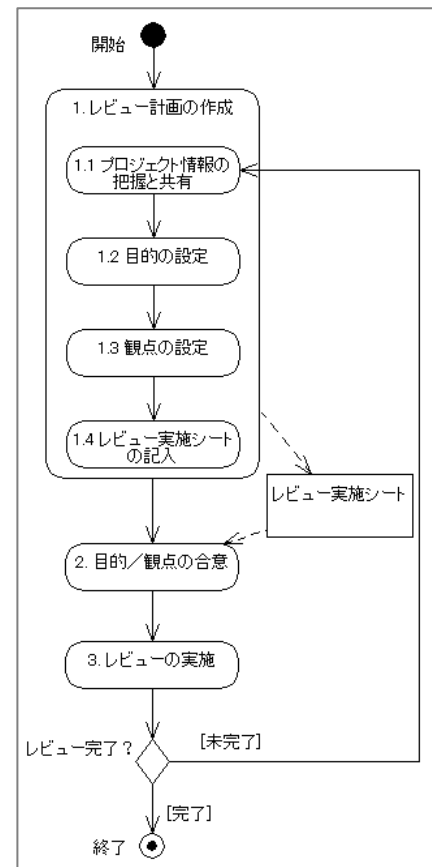 開始
1.レビュー計画の作成
1.1 プロジェクト情報の
把握と共有
1.2 目的の設定
1.3 観点の設定
1.4 レビュー実施シート
の記入
レビュー実施シート
2. 目的／観点の合意
3.レビューの実施
レビュー完了？
[未完了]
[完了]
終了